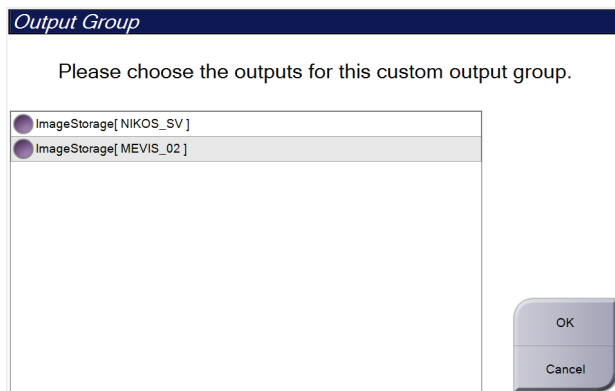 Output Group
Please choose the outputs for this custom output group.
ImageStorage[ NIKOS_SV ]
ImageStorage[ MEVIS_02 ]
OK
Cancel